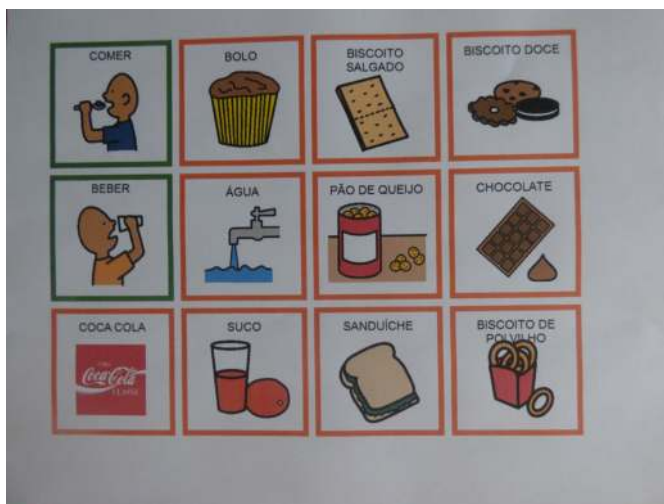 COMER
BOLO
BISCOITO
SALGADO
BISCOITO DOCE
BEBER
ÁGUA
PÃO DE QUEIJO
CHOCOLATE
COCA COLA
SUCO
SANDUÍCHE
BISCOITO DE
POLVILHO
Coca-Cola